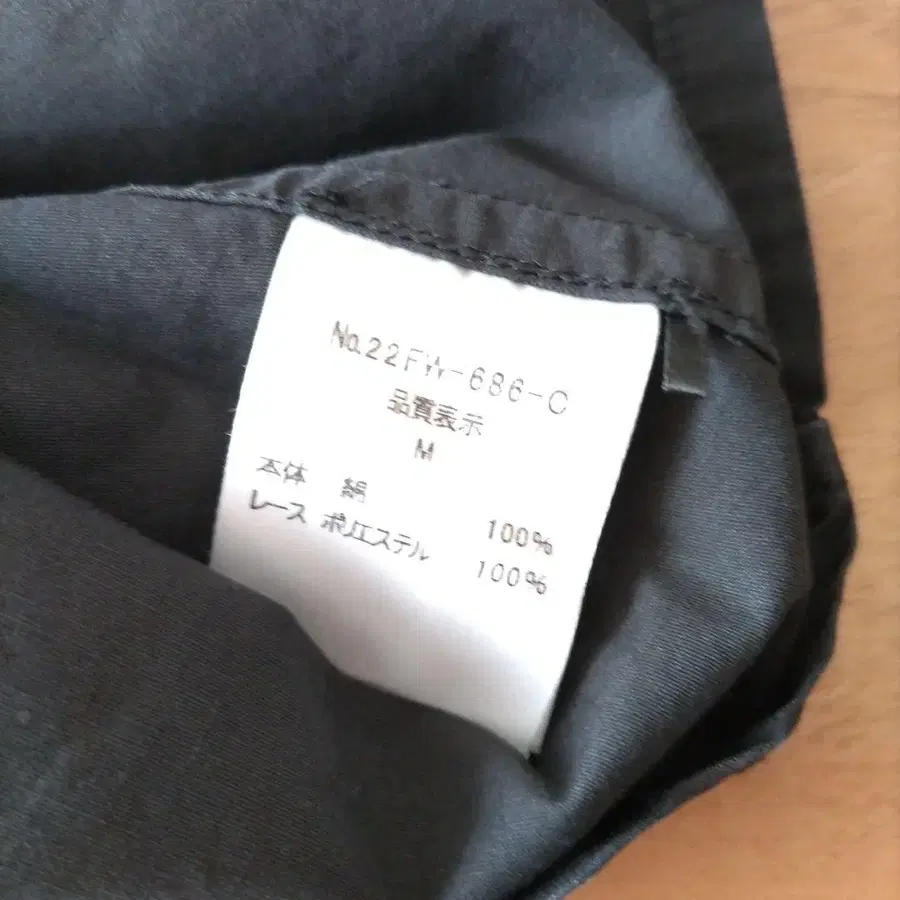 No.22FW-686-C
品質表示
M
本体 綿 100%
レース ポリエステル 100%